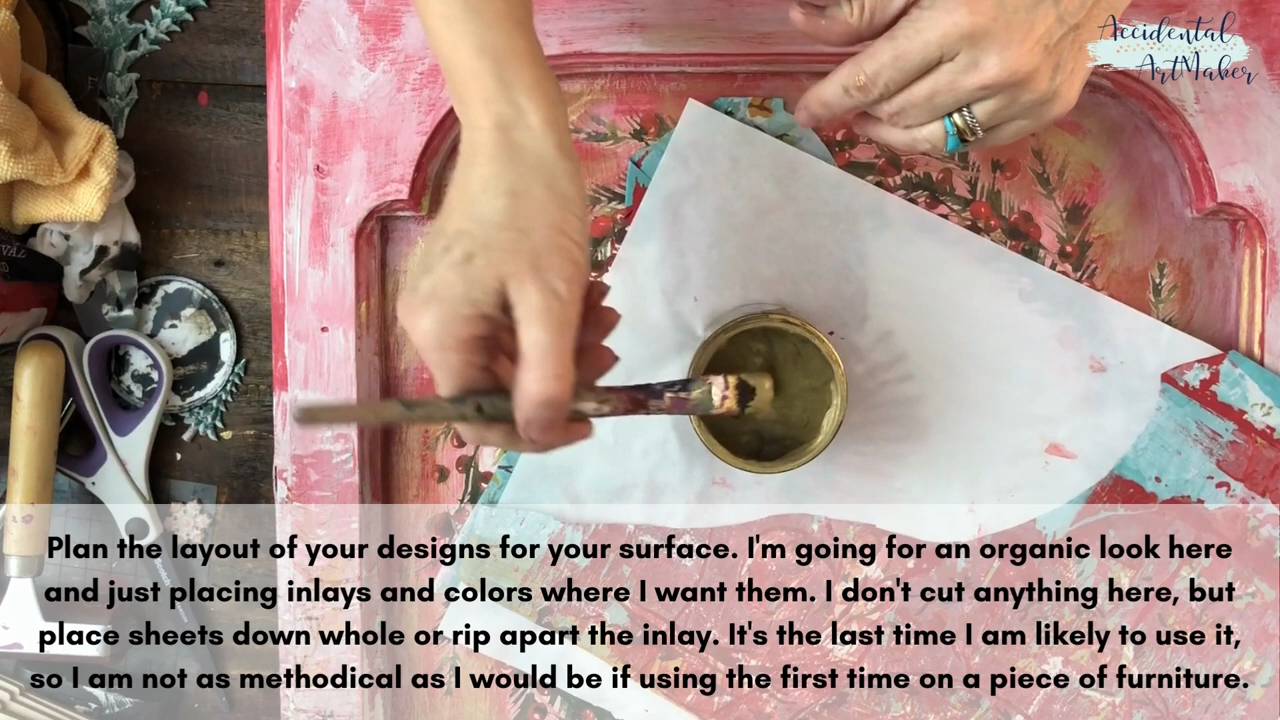 Accidental
ArtMaker
Plan the layout of your designs for your surface. I'm going for an organic look here
and just placing inlays and colors where I want them. I don't cut anything here, but
place sheets down whole or rip apart the inlay. It's the last time I am likely to use it,
so I am not as methodical as I would be if using the first time on a piece of furniture.